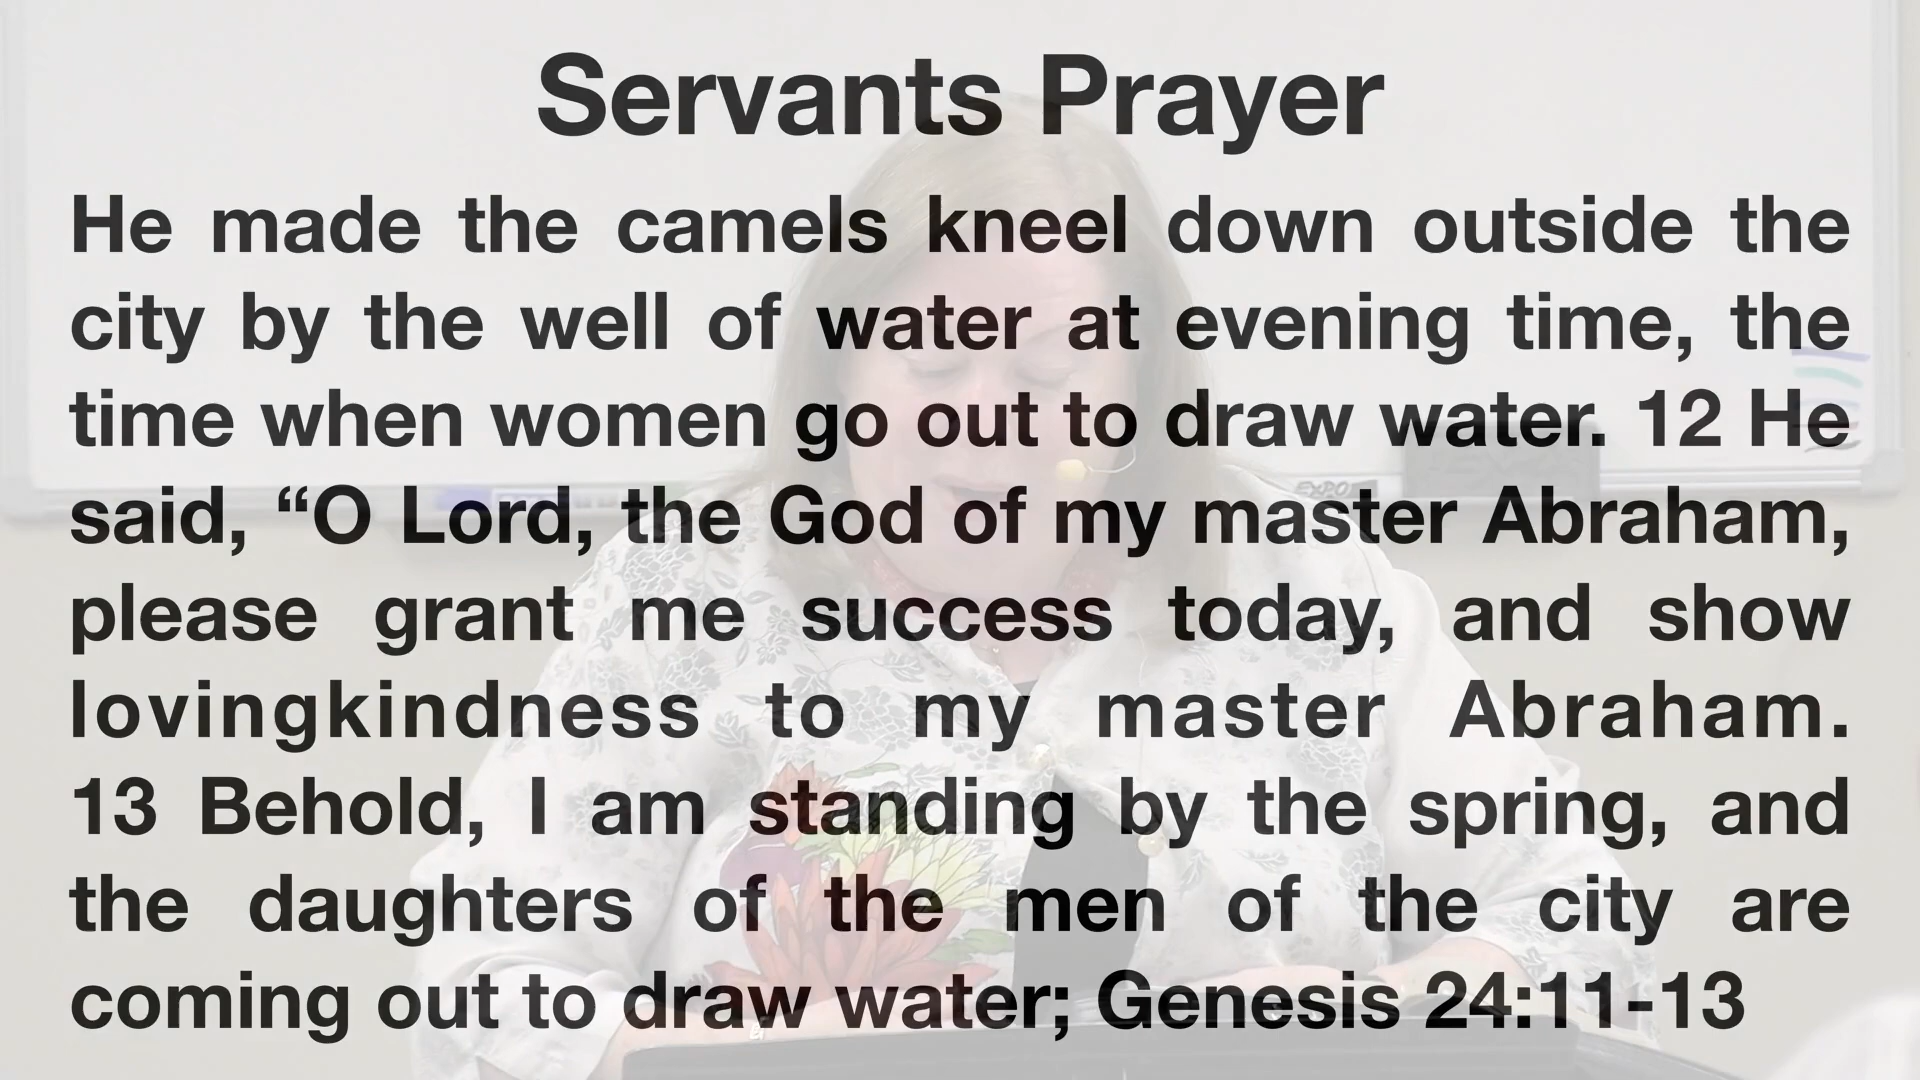 Servants Prayer
He made the camels kneel down outside the
city by the well of water at evening time, the
time when women go out to draw water. 12 He
said, “O Lord, the God of my master Abraham,
please grant me success today, and show
lovingkindness to my master Abraham.
13 Behold, I am standing by the spring, and
the daughters of the men of the city are
coming out to draw water; Genesis 24:11-13
EXPO